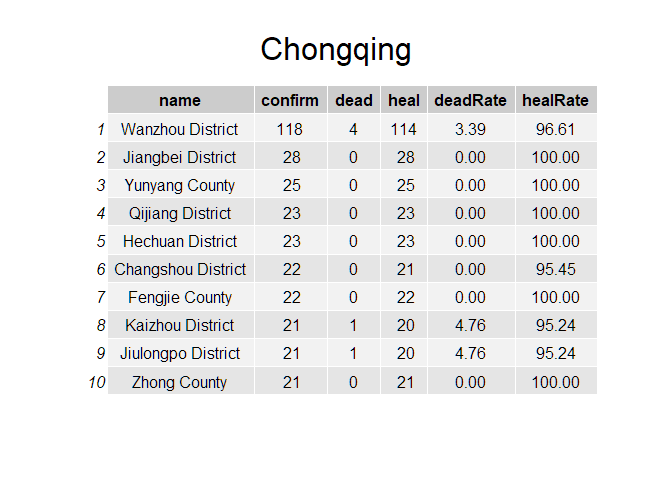 Chongqing
name confirm dead heal deadRate healRate
1 Wanzhou District 118 4 114 3.39 96.61
2 Jiangbei District 28 0 28 0.00 100.00
3 Yunyang County 25 0 25 0.00 100.00
4 Qijiang District 23 0 23 0.00 100.00
5 Hechuan District 23 0 23 0.00 100.00
6 Changshou District 22 0 21 0.00 95.45
7 Fengjie County 22 0 22 0.00 100.00
8 Kaizhou District 21 1 20 4.76 95.24
9 Jiulongpo District 21 1 20 4.76 95.24
10 Zhong County 21 0 21 0.00 100.00